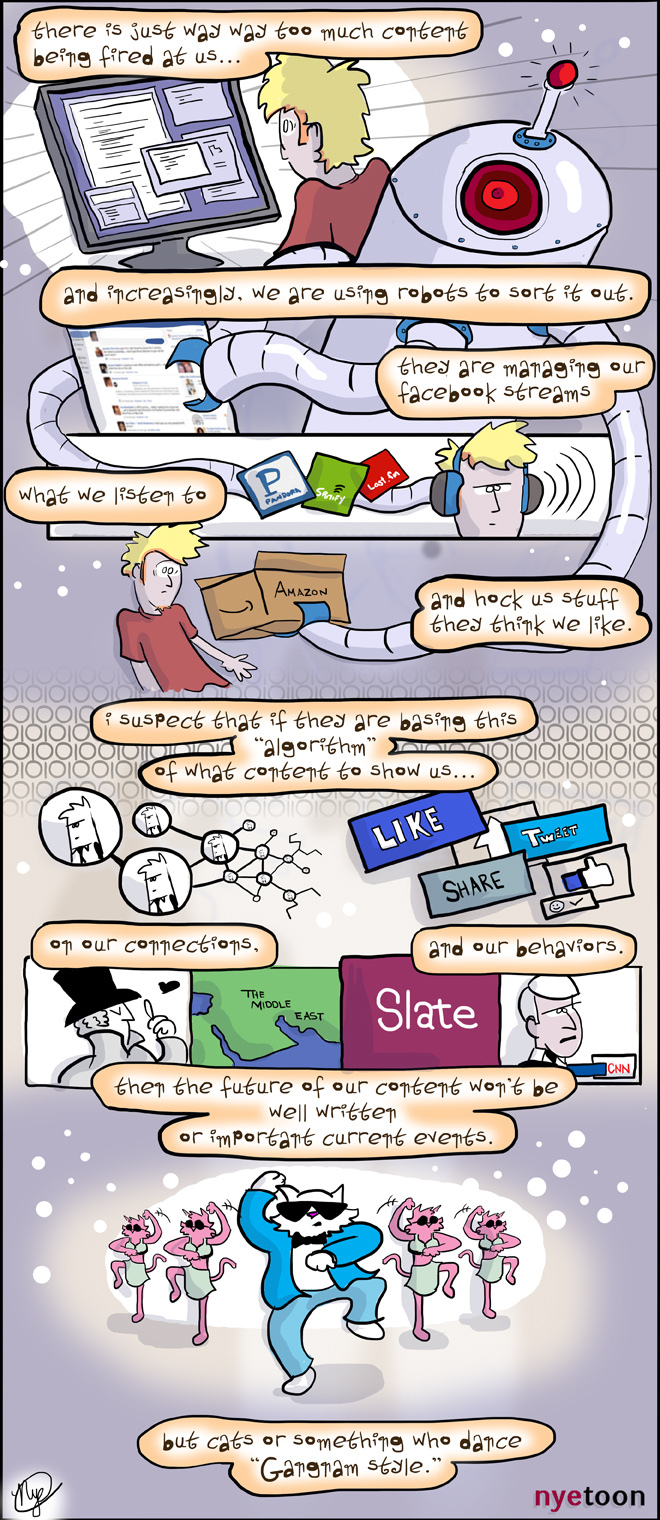 there is just way way too much content
being fired at us...
and increasingly, we are using robots to sort it out.
they are managing our
facebook streams
what we listen to
P
PANDORA
Spotify
Last.fm
AMAZON
and hock us stuff
they think we like.
i suspect that if they are basing this
"algorithm"
of what content to show us...
LIKE
TWEET
SHARE
on our connections,
and our behaviors.
THE
MIDDLE
EAST
Slate
CNN
then the future of our content won't be
well written
or important current events.
but cats or something who dance
"Gangnam style."
Nye
nyetoon